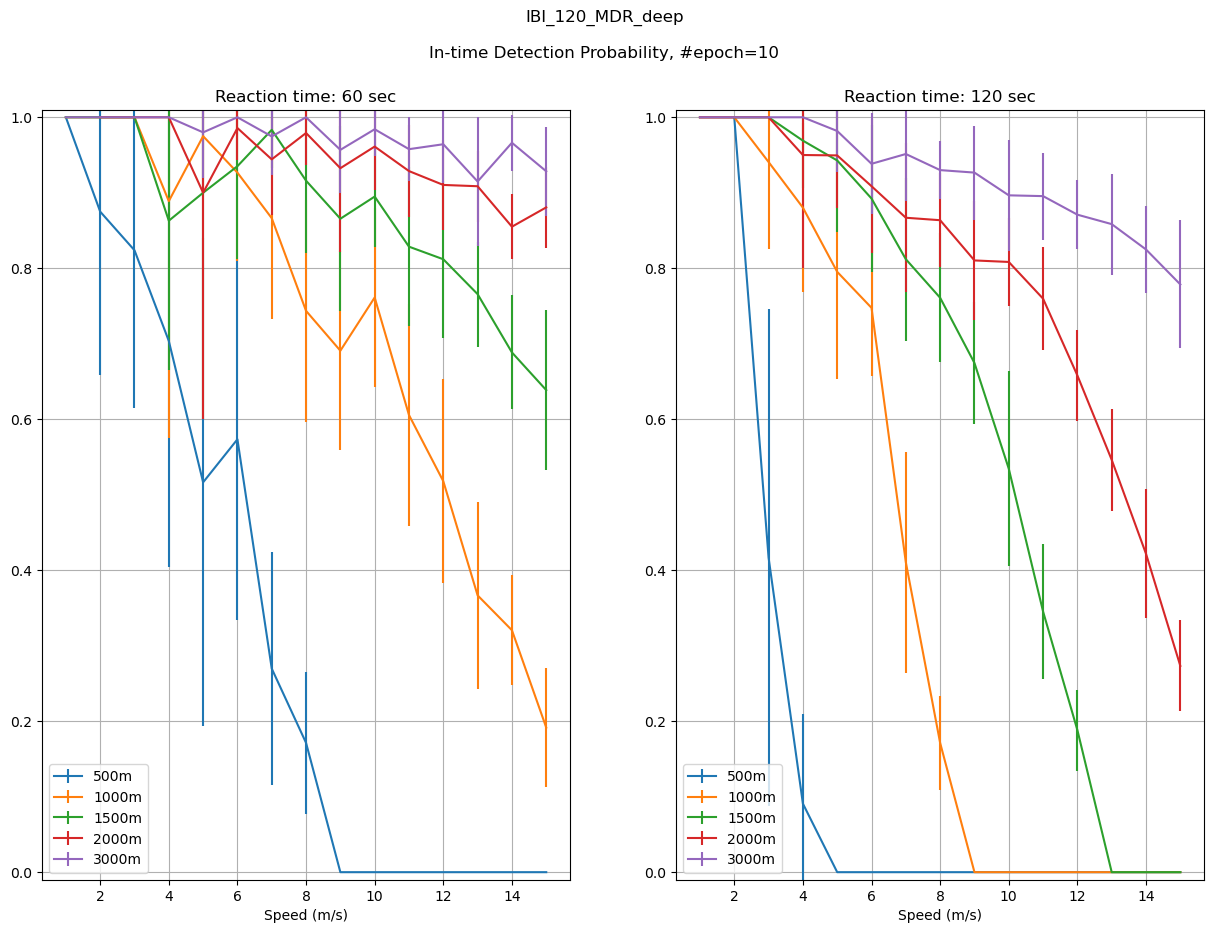 IBI_120_MDR_deep
In-time Detection Probability, #epoch=10
Reaction time: 60 sec
1.0
0.8
0.6
0.4
0.2
0.0
500m
1000m
1500m
2000m
3000m
2 4 6 8 10 12 14
Speed (m/s)
Reaction time: 120 sec
1.0
0.8
0.6
0.4
0.2
0.0
500m
1000m
1500m
2000m
3000m
2 4 6 8 10 12 14
Speed (m/s)